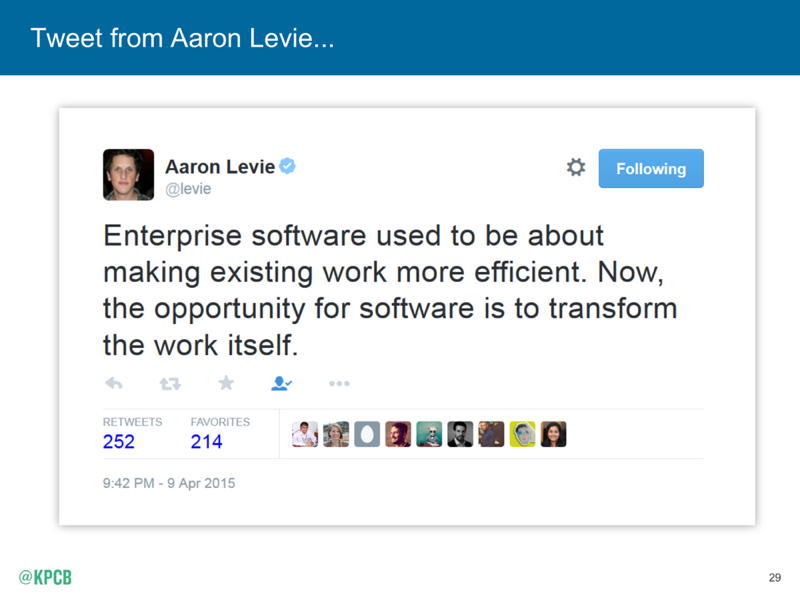 Tweet from Aaron Levie...
Aaron Levie
@levie
Following
Enterprise software used to be about
making existing work more efficient. Now,
the opportunity for software is to transform
the work itself.
RETWEETS FAVORITES
252 214
9:42 PM - 9 Apr 2015
@KPCB
29